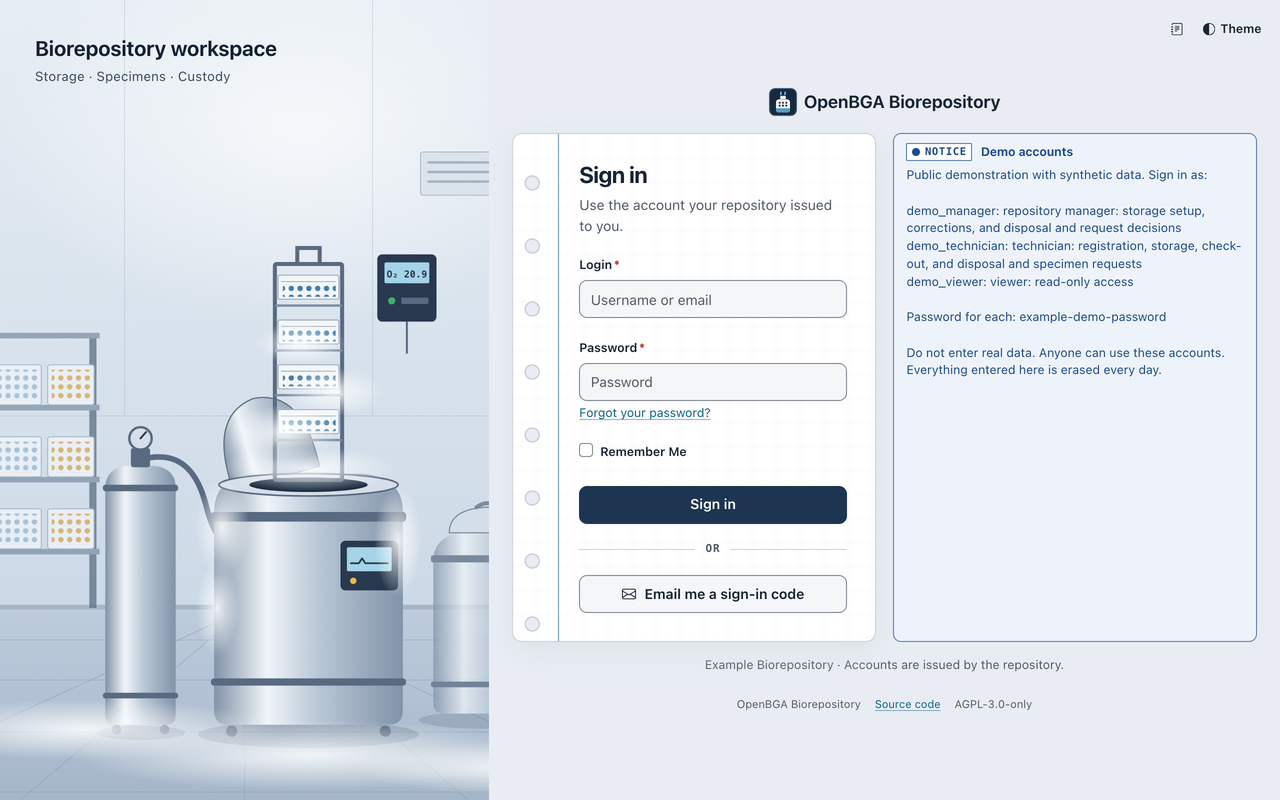 Biorepository workspace
Storage · Specimens · Custody
O₂ 20.9
Theme
OpenBGA Biorepository
Sign in
Use the account your repository issued
to you.
Login *
Username or email
Password *
Password
Forgot your password?
Remember Me
Sign in
OR
Email me a sign-in code
NOTICE Demo accounts
Public demonstration with synthetic data. Sign in as:
demo_manager: repository manager: storage setup,
corrections, and disposal and request decisions
demo_technician: technician: registration, storage, check-
out, and disposal and specimen requests
demo_viewer: viewer: read-only access
Password for each: example-demo-password
Do not enter real data. Anyone can use these accounts.
Everything entered here is erased every day.
Example Biorepository · Accounts are issued by the repository.
OpenBGA Biorepository Source code AGPL-3.0-only